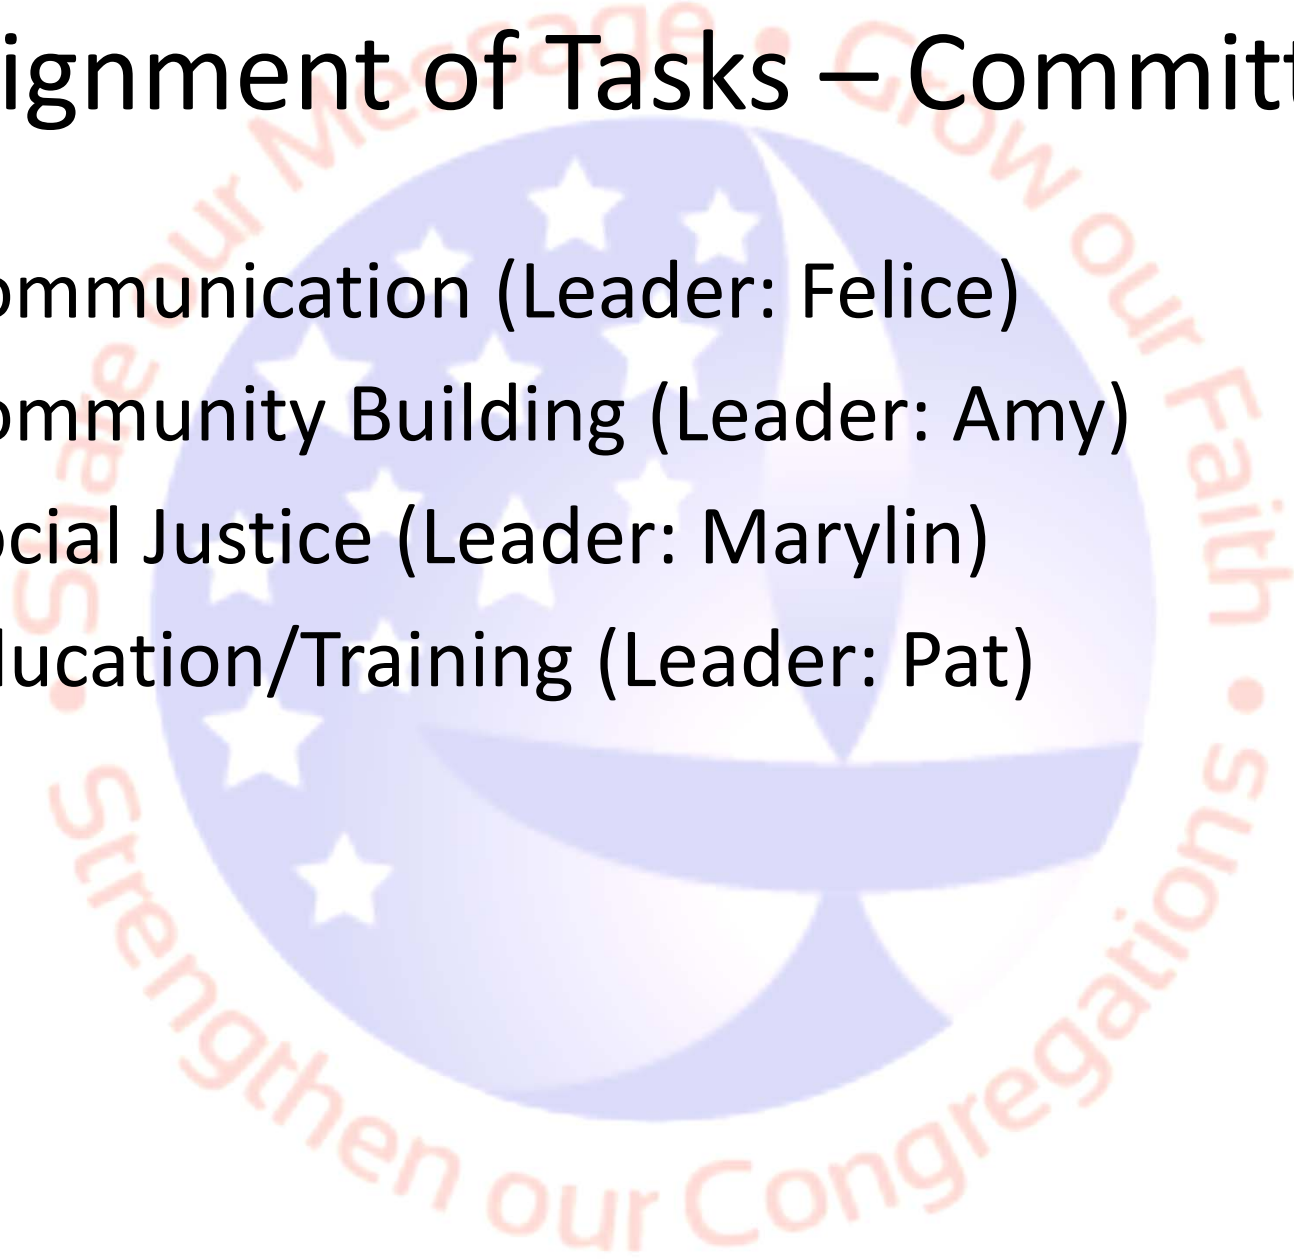 ignment of Tasks – Committ
ommunication (Leader: Felice)
ommunity Building (Leader: Amy)
ocial Justice (Leader: Marylin)
lucation/Training (Leader: Pat)
• Share our Message • Grow our Faith • Strengthen our Congregations